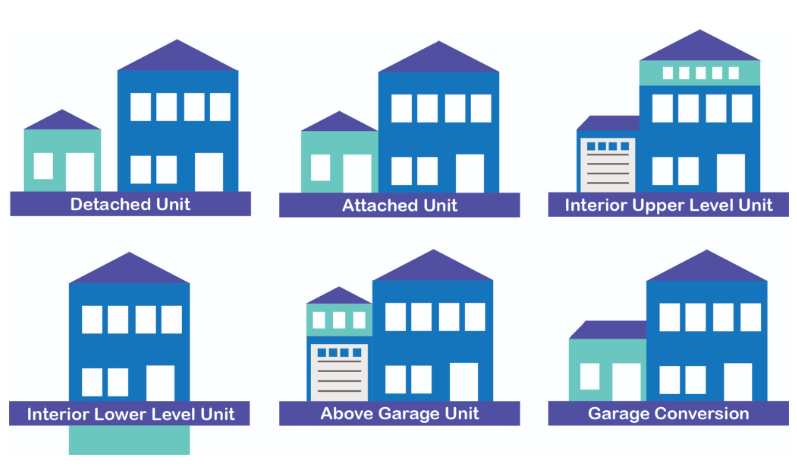 Detached Unit
Attached Unit
Interior Upper Level Unit
Interior Lower Level Unit
Above Garage Unit
Garage Conversion